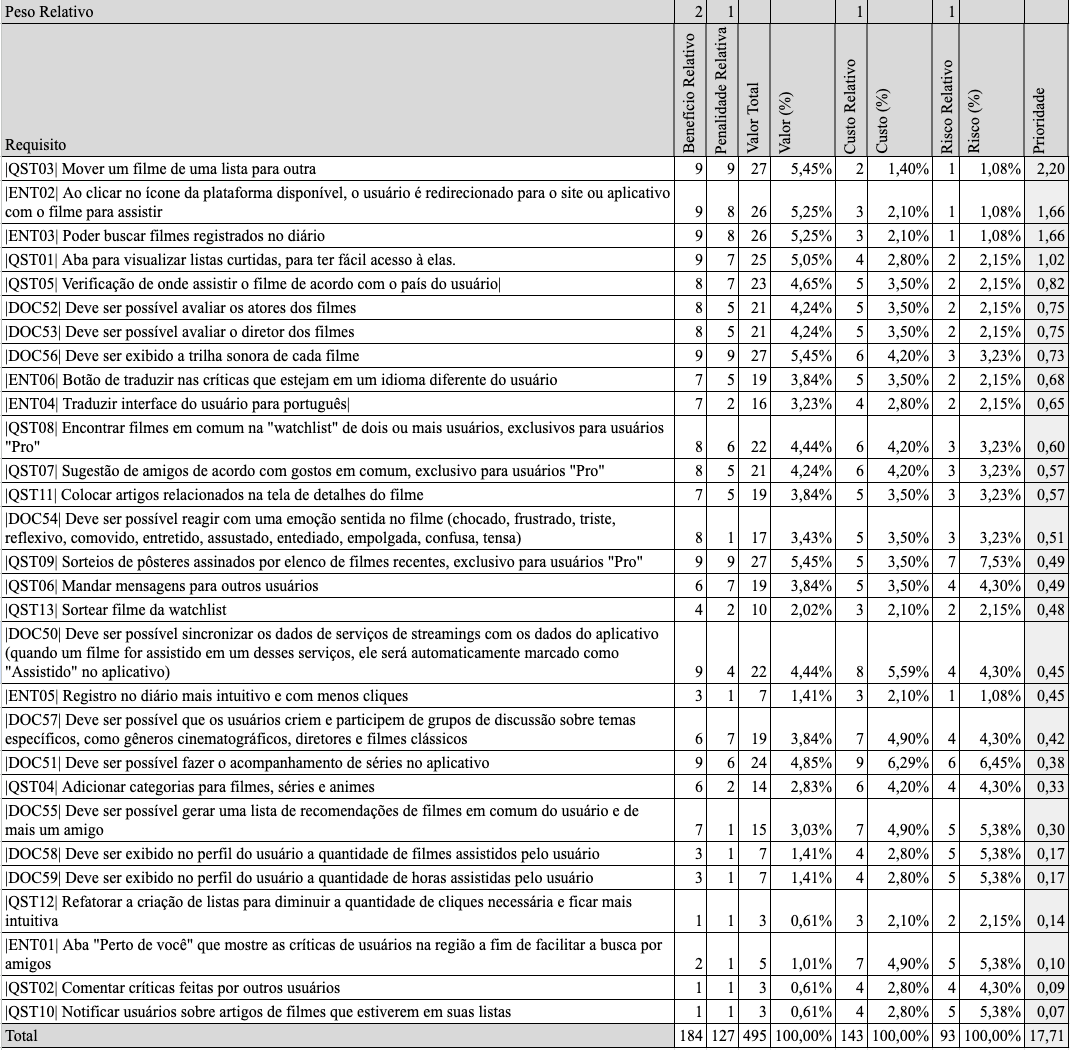 Peso Relativo 2 1 1 1
Requisito Benefício Relativo Penalidade Relativa Valor Total Valor (%) Custo Relativo Custo (%) Risco Relativo Risco (%) Prioridade
|QST03| Mover um filme de uma lista para outra 9 9 27 5,45% 2 1,40% 1 1,08% 2,20
|ENT02| Ao clicar no ícone da plataforma disponível, o usuário é redirecionado para o site ou aplicativo
com o filme para assistir 9 8 26 5,25% 3 2,10% 1 1,08% 1,66
|ENT03| Poder buscar filmes registrados no diário 9 8 26 5,25% 3 2,10% 1 1,08% 1,66
|QST01| Aba para visualizar listas curtidas, para ter fácil acesso à elas. 9 7 25 5,05% 4 2,80% 2 2,15% 1,02
|QST05| Verificação de onde assistir o filme de acordo com o país do usuário| 8 7 23 4,65% 5 3,50% 2 2,15% 0,82
|DOC52| Deve ser possível avaliar os atores dos filmes 8 5 21 4,24% 5 3,50% 2 2,15% 0,75
|DOC53| Deve ser possível avaliar o diretor dos filmes 8 5 21 4,24% 5 3,50% 2 2,15% 0,75
|DOC56| Deve ser exibido a trilha sonora de cada filme 9 9 27 5,45% 6 4,20% 3 3,23% 0,73
|ENT06| Botão de traduzir nas críticas que estejam em um idioma diferente do usuário 7 5 19 3,84% 5 3,50% 2 2,15% 0,68
|ENT04| Traduzir interface do usuário para português| 7 2 16 3,23% 4 2,80% 2 2,15% 0,65
|QST08| Encontrar filmes em comum na "watchlist" de dois ou mais usuários, exclusivos para usuários
"Pro" 8 6 22 4,44% 6 4,20% 3 3,23% 0,60
|QST07| Sugestão de amigos de acordo com gostos em comum, exclusivo para usuários "Pro" 8 5 21 4,24% 6 4,20% 3 3,23% 0,57
|QST11| Colocar artigos relacionados na tela de detalhes do filme 7 5 19 3,84% 5 3,50% 3 3,23% 0,57
|DOC54| Deve ser possível reagir com uma emoção sentida no filme (chocado, frustrado, triste,
reflexivo, comovido, entretido, assustado, entediado, empolgada, confusa, tensa) 8 1 17 3,43% 5 3,50% 3 3,23% 0,51
|QST09| Sorteios de pôsteres assinados por elenco de filmes recentes, exclusivo para usuários "Pro" 9 9 27 5,45% 5 3,50% 7 7,53% 0,49
|QST06| Mandar mensagens para outros usuários 6 7 19 3,84% 5 3,50% 4 4,30% 0,49
|QST13| Sortear filme da watchlist 4 2 10 2,02% 3 2,10% 2 2,15% 0,48
|DOC50| Deve ser possível sincronizar os dados de serviços de streamings com os dados do aplicativo
(quando um filme for assistido em um desses serviços, ele será automaticamente marcado como
"Assistido" no aplicativo) 9 4 22 4,44% 8 5,59% 4 4,30% 0,45
|ENT05| Registro no diário mais intuitivo e com menos cliques 3 1 7 1,41% 3 2,10% 1 1,08% 0,45
|DOC57| Deve ser possível que os usuários criem e participem de grupos de discussão sobre temas
específicos, como gêneros cinematográficos, diretores e filmes clássicos 6 7 19 3,84% 7 4,90% 4 4,30% 0,42
|DOC51| Deve ser possível fazer o acompanhamento de séries no aplicativo 9 6 24 4,85% 9 6,29% 6 6,45% 0,38
|QST04| Adicionar categorias para filmes, séries e animes 6 2 14 2,83% 6 4,20% 4 4,30% 0,33
|DOC55| Deve ser possível gerar uma lista de recomendações de filmes em comum do usuário e de
mais um amigo 7 1 15 3,03% 7 4,90% 5 5,38% 0,30
|DOC58| Deve ser exibido no perfil do usuário a quantidade de filmes assistidos pelo usuário 3 1 7 1,41% 4 2,80% 5 5,38% 0,17
|DOC59| Deve ser exibido no perfil do usuário a quantidade de horas assistidas pelo usuário 3 1 7 1,41% 4 2,80% 5 5,38% 0,17
|QST12| Refatorar a criação de listas para diminuir a quantidade de cliques necessária e ficar mais
intuitiva 1 1 3 0,61% 3 2,10% 2 2,15% 0,14
|ENT01| Aba "Perto de você" que mostre as críticas de usuários na região a fim de facilitar a busca por
amigos 2 1 5 1,01% 7 4,90% 5 5,38% 0,10
|QST02| Comentar críticas feitas por outros usuários 1 1 3 0,61% 4 2,80% 4 4,30% 0,09
|QST10| Notificar usuários sobre artigos de filmes que estiverem em suas listas 1 1 3 0,61% 4 2,80% 5 5,38% 0,07
Total 184 127 495 100,00% 143 100,00% 93 100,00% 17,71